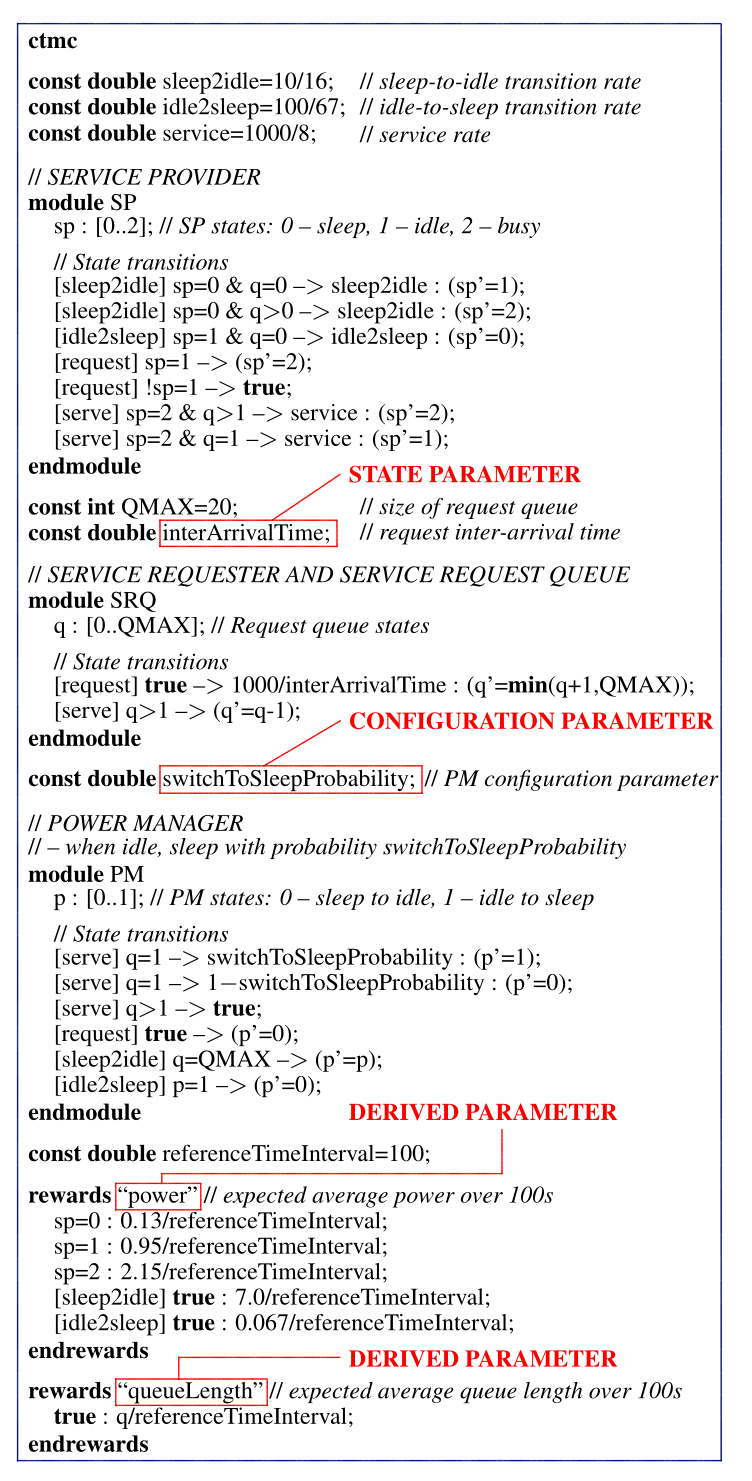 ctmc
const double sleep2idle=10/16; // sleep-to-idle transition rate
const double idle2sleep=100/67; // idle-to-sleep transition rate
const double service=1000/8; // service rate
// SERVICE PROVIDER
module SP
sp : [0..2]; // SP states: 0 – sleep, 1 – idle, 2 – busy
// State transitions
[sleep2idle] sp=0 & q=0 –> sleep2idle : (sp’=1);
[sleep2idle] sp=0 & q>0 –> sleep2idle : (sp’=2);
[idle2sleep] sp=1 & q=0 –> idle2sleep : (sp’=0);
[request] sp=1 –> (sp’=2);
[request] !sp=1 –> true;
[serve] sp=2 & q>1 –> service : (sp’=2);
[serve] sp=2 & q=1 –> service : (sp’=1);
endmodule
STATE PARAMETER
const int QMAX=20; // size of request queue
const double interArrivalTime; // request inter-arrival time
// SERVICE REQUESTER AND SERVICE REQUEST QUEUE
module SRQ
q : [0..QMAX]; // Request queue states
// State transitions
[request] true –> 1000/interArrivalTime : (q’=min(q+1,QMAX));
[serve] q>1 –> (q’=q-1);
CONFIGURATION PARAMETER
endmodule
const double switchToSleepProbability; // PM configuration parameter
// POWER MANAGER
// – when idle, sleep with probability switchToSleepProbability
module PM
p : [0..1]; // PM states: 0 – sleep to idle, 1 – idle to sleep
// State transitions
[serve] q=1 –> switchToSleepProbability : (p’=1);
[serve] q=1 –> 1−switchToSleepProbability : (p’=0);
[serve] q>1 –> true;
[request] true –> (p’=0);
[sleep2idle] q=QMAX –> (p’=p);
[idle2sleep] p=1 –> (p’=0);
endmodule
DERIVED PARAMETER
const double referenceTimeInterval=100;
rewards “power” // expected average power over 100s
sp=0 : 0.13/referenceTimeInterval;
sp=1 : 0.95/referenceTimeInterval;
sp=2 : 2.15/referenceTimeInterval;
[sleep2idle] true : 7.0/referenceTimeInterval;
[idle2sleep] true : 0.067/referenceTimeInterval;
endrewards
DERIVED PARAMETER
rewards “queueLength” // expected average queue length over 100s
true : q/referenceTimeInterval;
endrewards